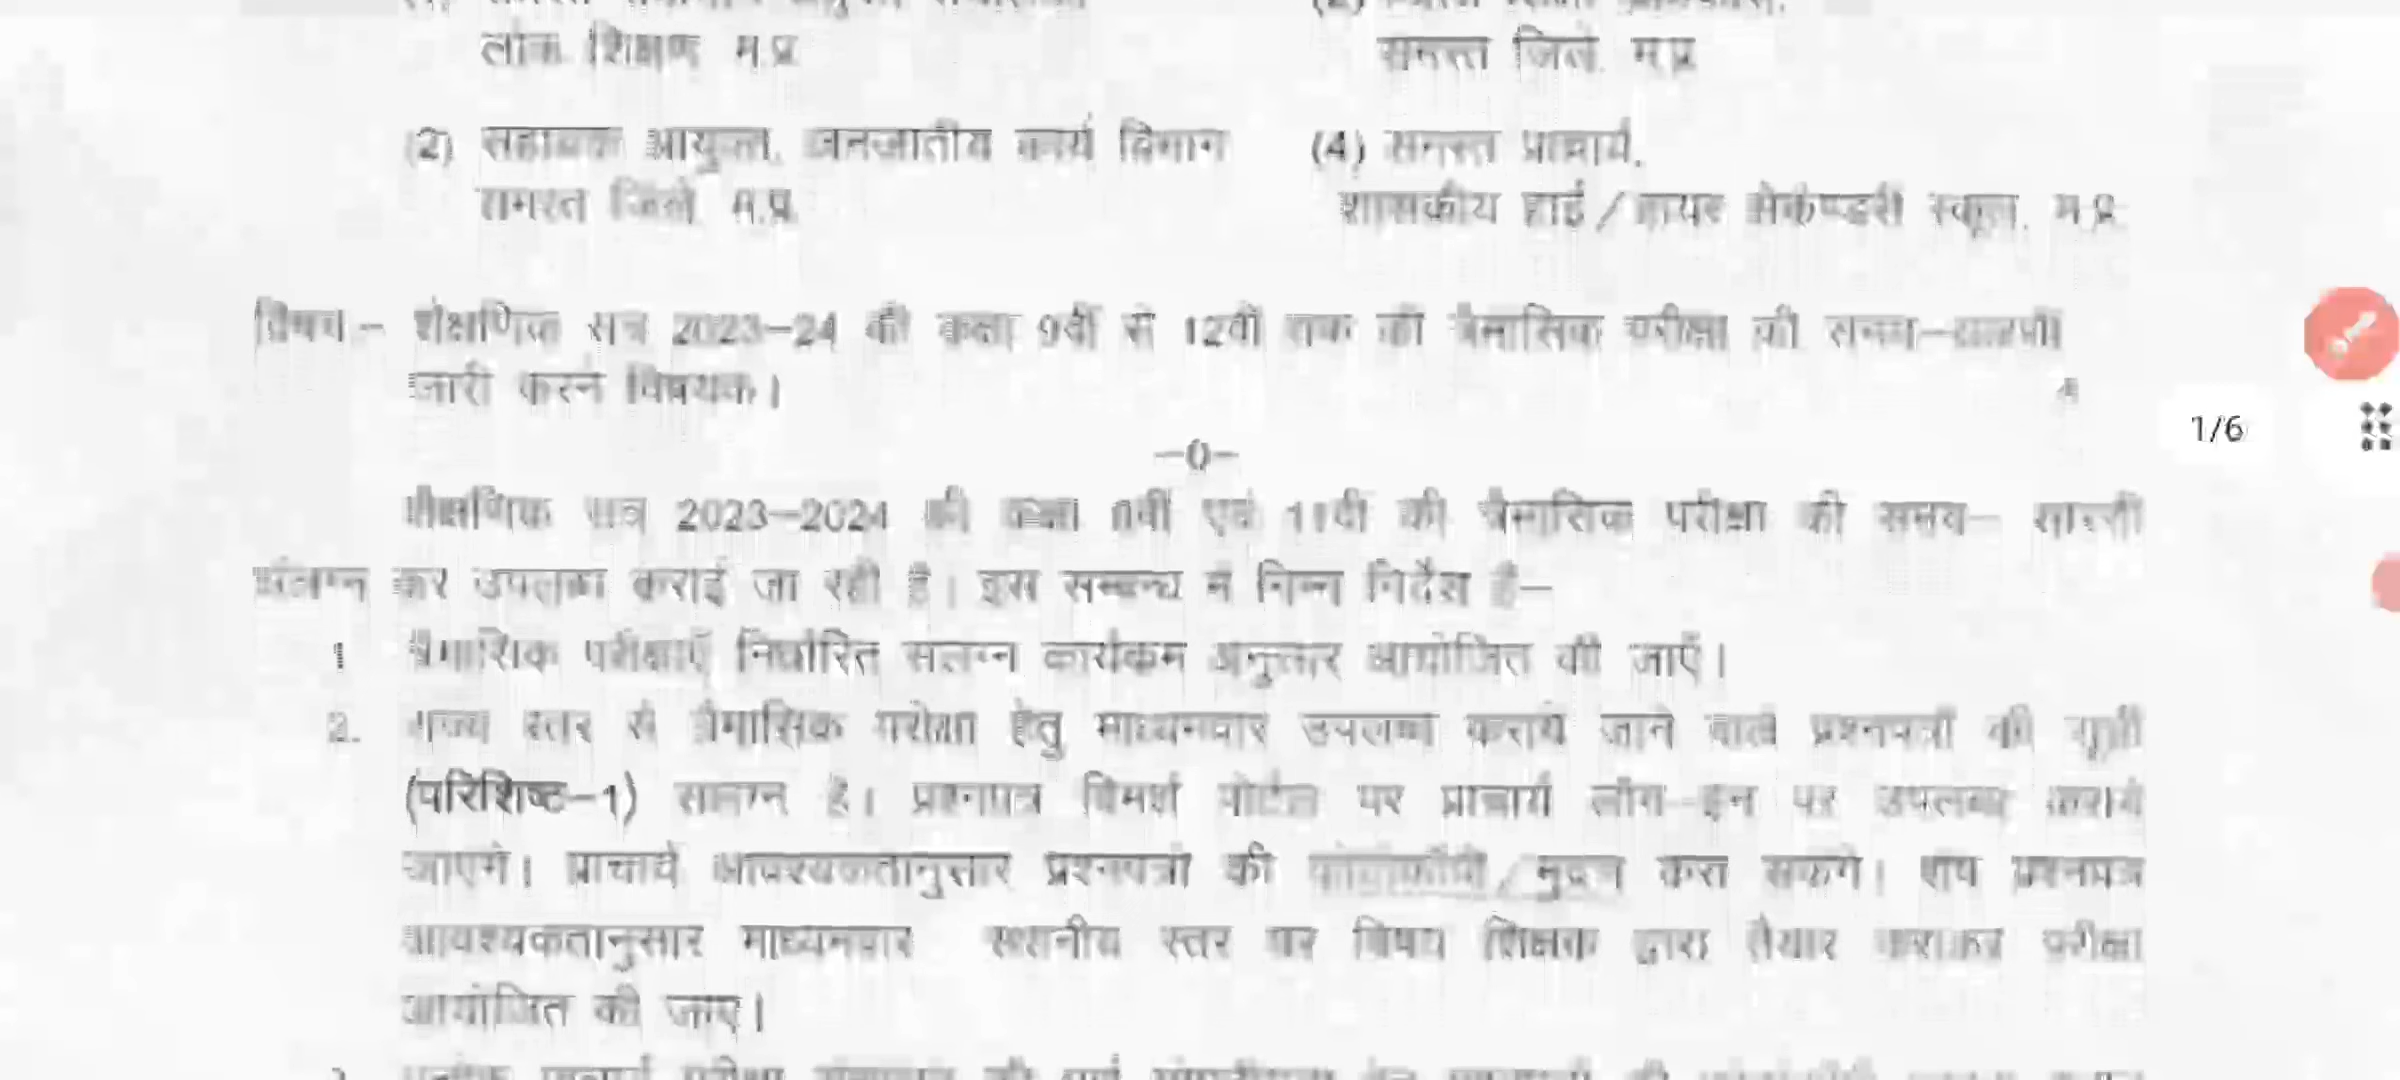 लोक शिक्षण म.प्र.
समस्त जिले, म.प्र.
(2) सहायक आयुक्त, जनजातीय कार्य विभाग
समस्त जिले, म.प्र.
(4) समस्त प्राचार्य,
शासकीय हाई/हायर सेकेण्डरी स्कूल, म.प्र.
विषय:- शैक्षणिक सत्र 2023-24 की कक्षा 9वीं से 12वीं तक की त्रैमासिक परीक्षा की समय-सारणी
जारी करने विषयक।
1/6
-0-
शैक्षणिक सत्र 2023-2024 की कक्षा एवं की त्रैमासिक परीक्षा की समय- सारणी
संलग्न कर उपलब्ध कराई जा रही है। इस सम्बन्ध में निम्न निर्देश है-
1 त्रैमासिक परीक्षाएँ निर्धारित संलग्न कार्यक्रम अनुसार आयोजित की जाएँ।
2. राज्य स्तर से त्रैमासिक परीक्षा हेतु माध्यमवार उपलब्ध कराये जाने वाले प्रश्नपत्रों की सूची
(परिशिष्ट-1) संलग्न है। प्रश्नपत्र विमर्श पोर्टल पर प्राचार्य लॉग-इन पर उपलब्ध कराये
जाएंगे। प्राचार्य आवश्यकतानुसार प्रश्नपत्रों की फोटोकॉपी/मुद्रण करा सकेंगे। शेष प्रश्नपत्र
आवश्यकतानुसार माध्यमवार स्थानीय स्तर पर विषय शिक्षक द्वारा तैयार कराकर परीक्षा
आयोजित की जाए।